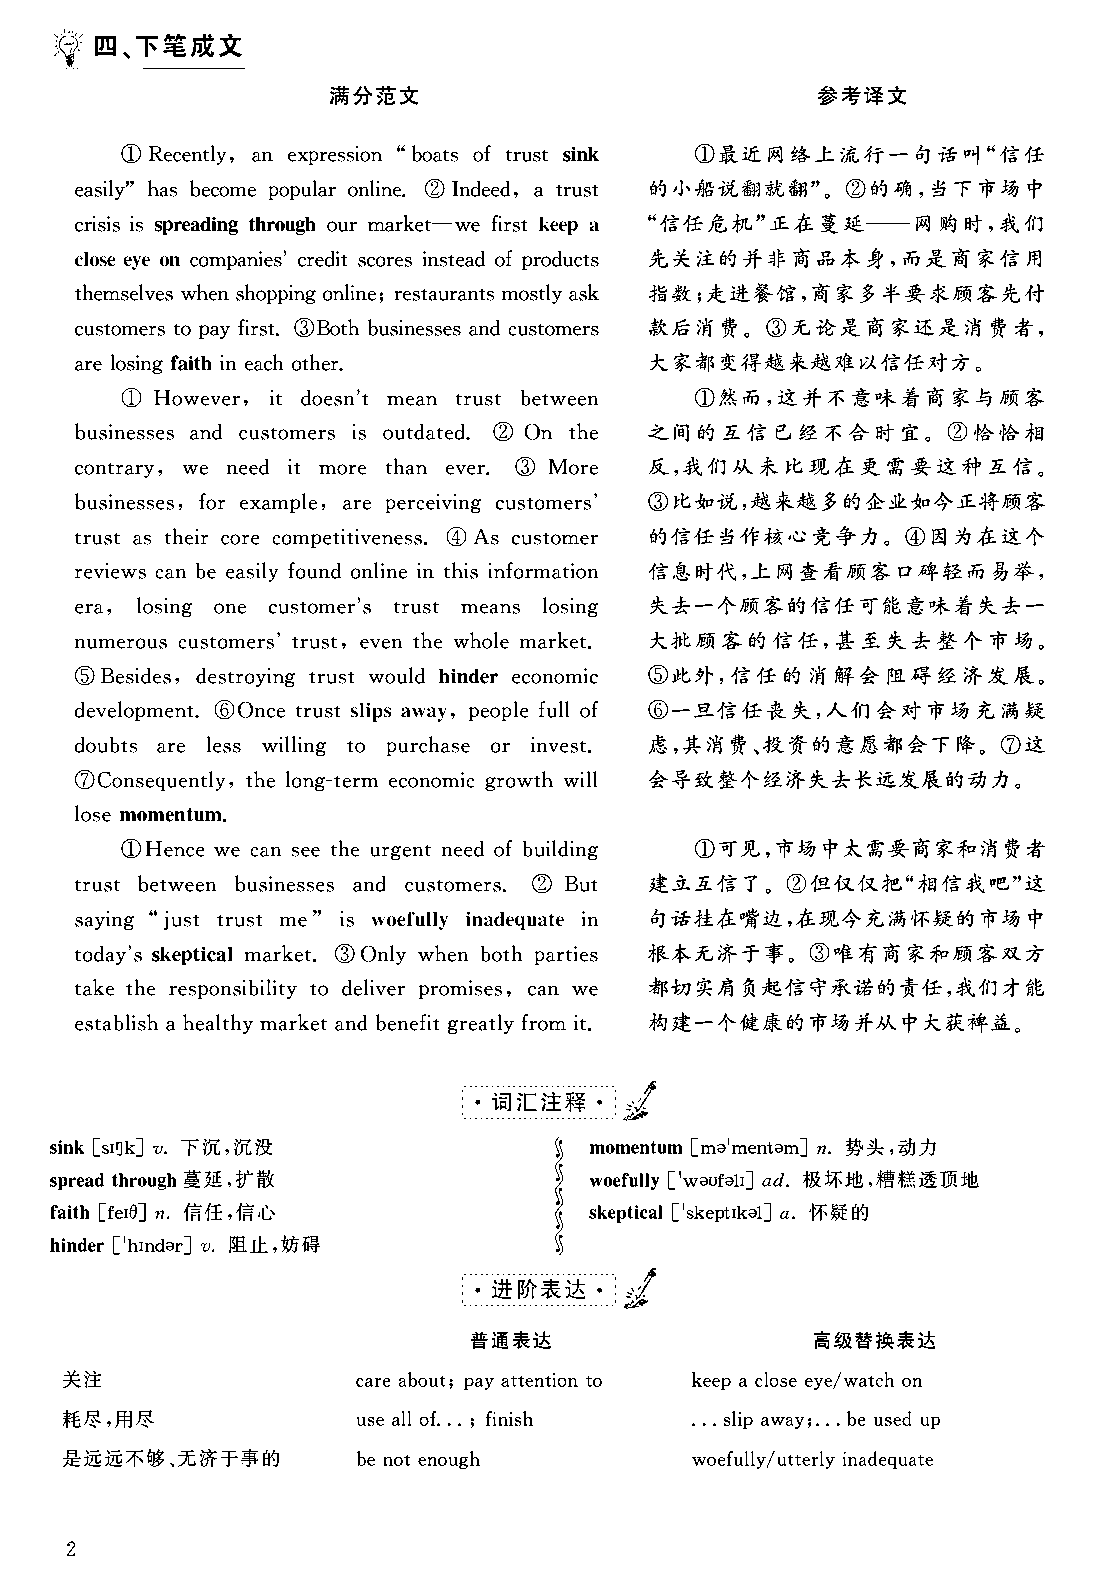 四、下笔成文
满分范文
① Recently, an expression “boats of trust sink
easily” has become popular online. ② Indeed, a trust
crisis is spreading through our market—we first keep a
close eye on companies’ credit scores instead of products
themselves when shopping online; restaurants mostly ask
customers to pay first. ③Both businesses and customers
are losing faith in each other.
① However, it doesn’t mean trust between
businesses and customers is outdated. ② On the
contrary, we need it more than ever. ③ More
businesses, for example, are perceiving customers’
trust as their core competitiveness. ④ As customer
reviews can be easily found online in this information
era, losing one customer’s trust means losing
numerous customers’ trust, even the whole market.
⑤ Besides, destroying trust would hinder economic
development. ⑥Once trust slips away, people full of
doubts are less willing to purchase or invest.
⑦Consequently, the long-term economic growth will
lose momentum.
①Hence we can see the urgent need of building
trust between businesses and customers. ② But
saying “just trust me” is woefully inadequate in
today’s skeptical market. ③Only when both parties
take the responsibility to deliver promises, can we
establish a healthy market and benefit greatly from it.
参考译文
①最近网络上流行一句话叫“信任
的小船说翻就翻”。②的确,当下市场中
“信任危机”正在蔓延——网购时,我们
先关注的并非商品本身,而是商家信用
指数;走进餐馆,商家多半要求顾客先付
款后消费。③无论是商家还是消费者,
大家都变得越来越难以信任对方。
①然而,这并不意味着商家与顾客
之间的互信已经不合时宜。②恰恰相
反,我们从未比现在更需要这种互信。
③比如说,越来越多的企业如今正将顾客
的信任当作核心竞争力。④因为在这个
信息时代,上网查看顾客口碑轻而易举,
失去一个顾客的信任可能意味着失去一
大批顾客的信任,甚至失去整个市场。
⑤此外,信任的消解会阻碍经济发展。
⑥一旦信任丧失,人们会对市场充满疑
虑,其消费、投资的意愿都会下降。⑦这
会导致整个经济失去长远发展的动力。
①可见,市场中太需要商家和消费者
建立互信了。②但仅仅把“相信我吧”这
句话挂在嘴边,在现今充满怀疑的市场中
根本无济于事。③唯有商家和顾客双方
都切实肩负起信守承诺的责任,我们才能
构建一个健康的市场并从中大获裨益。
·词汇注释·
sink [sɪŋk] v. 下沉,沉没
spread through 蔓延,扩散
faith [feɪθ] n. 信任,信心
hinder [ˈhɪndər] v. 阻止,妨碍
momentum [məˈmentəm] n. 势头,动力
woefully [ˈwəʊfəlɪ] ad. 极坏地,糟糕透顶地
skeptical [ˈskeptɪkəl] a. 怀疑的
·进阶表达·
普通表达 高级替换表达
关注 care about; pay attention to keep a close eye/watch on
耗尽,用尽 use all of...; finish ...slip away;...be used up
是远远不够、无济于事的 be not enough woefully/utterly inadequate
2